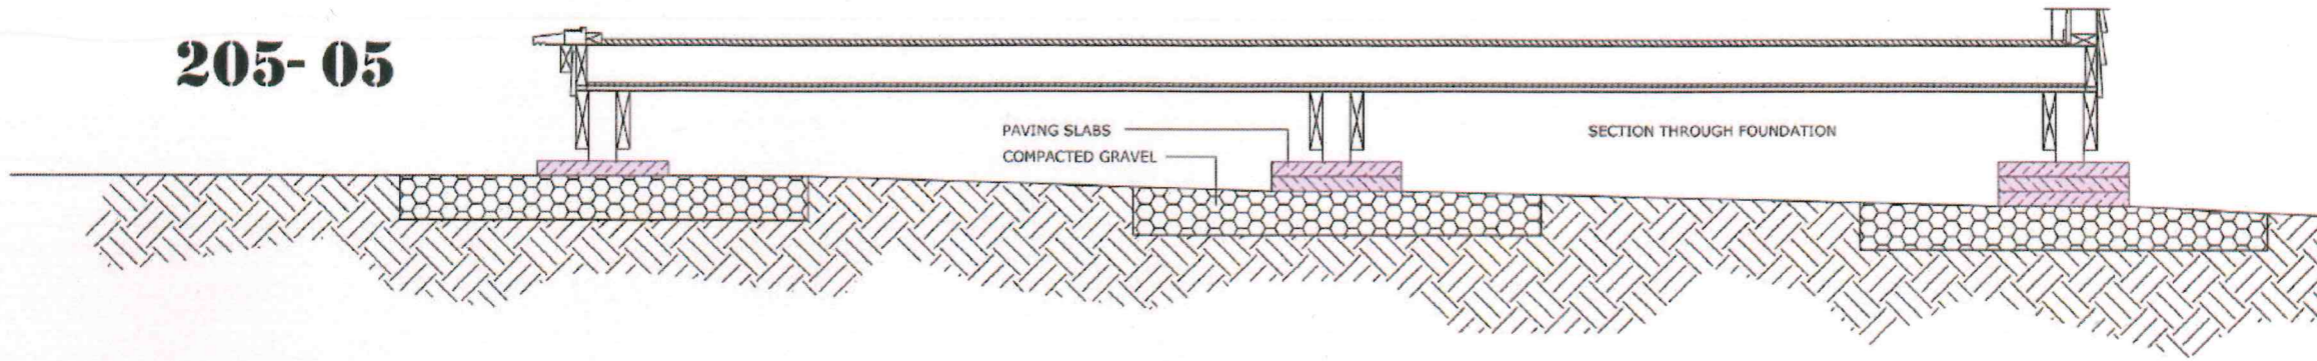 205- 05
PAVING SLABS
COMPACTED GRAVEL
SECTION THROUGH FOUNDATION